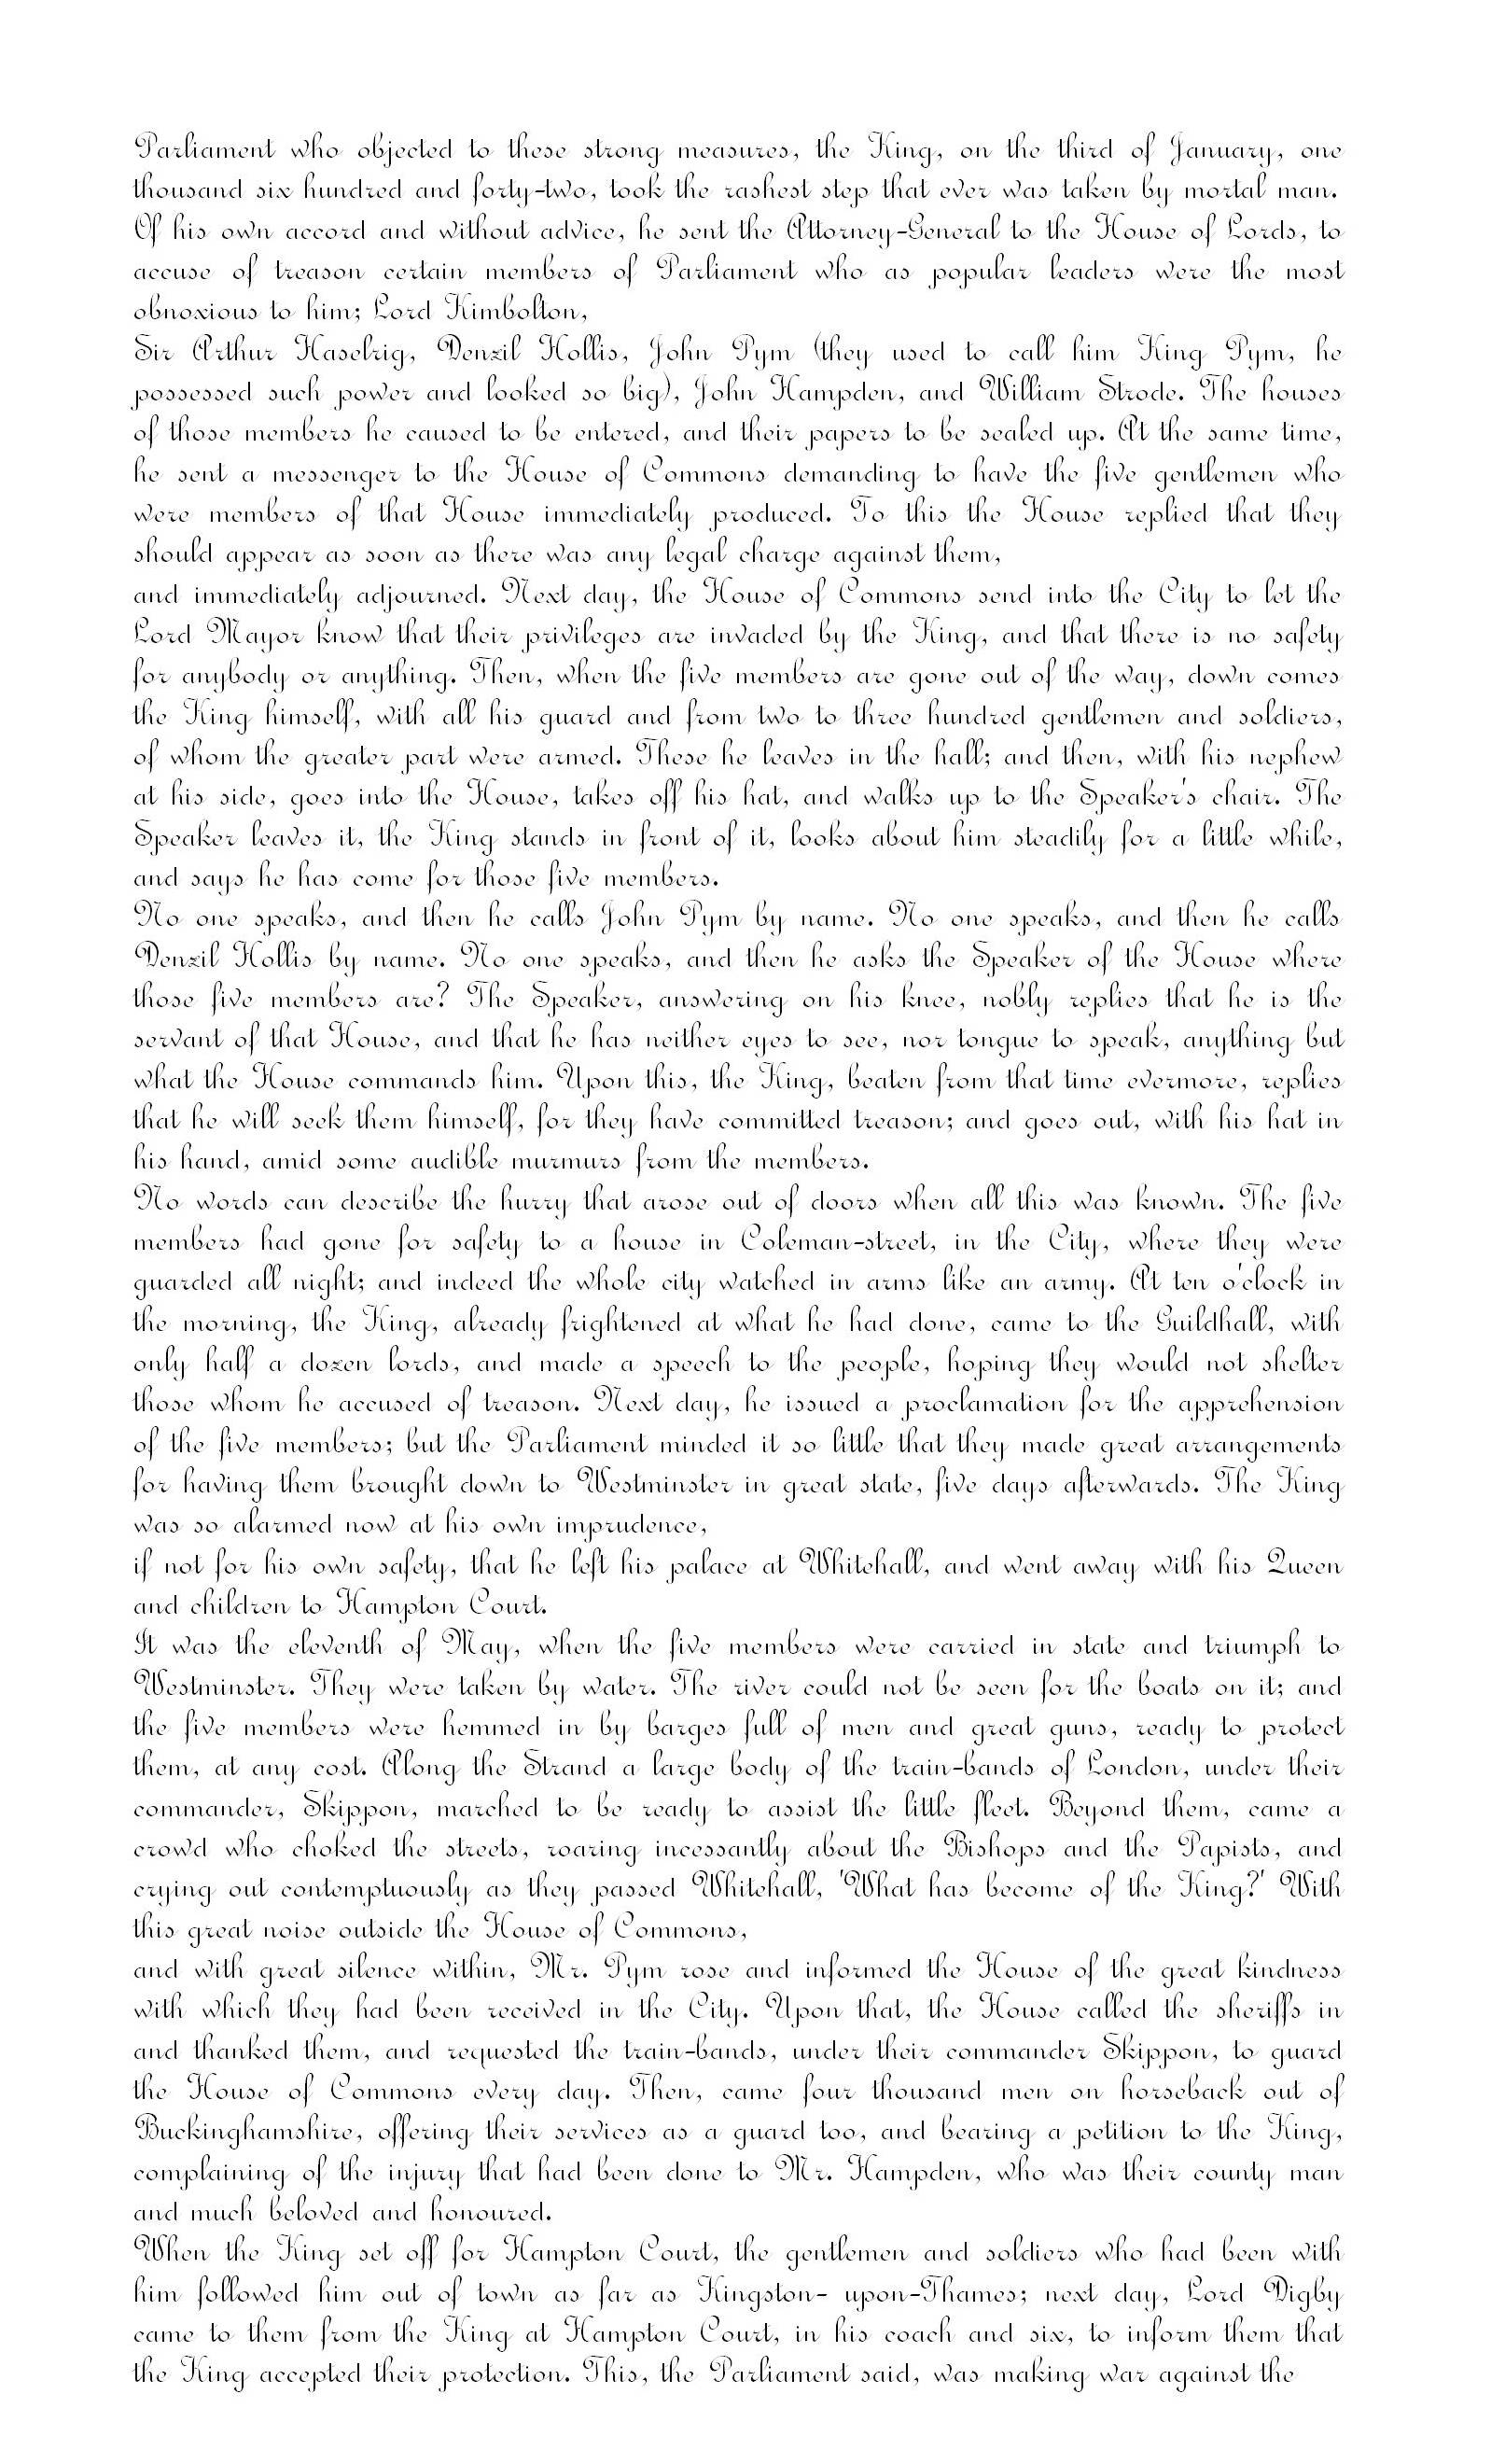 Parliament who objected to these strong measures, the King, on the third of January, one
thousand six hundred and forty-two, took the rashest step that ever was taken by mortal man.
Of his own accord and without advice, he sent the Attorney-General to the House of Lords, to
accuse of treason certain members of Parliament who as popular leaders were the most
obnoxious to him; Lord Kimbolton,
Sir Arthur Haselrig, Denzil Hollis, John Pym (they used to call him King Pym, he
possessed such power and looked so big), John Hampden, and William Strode. The houses
of those members he caused to be entered, and their papers to be sealed up. At the same time,
he sent a messenger to the House of Commons demanding to have the five gentlemen who
were members of that House immediately produced. To this the House replied that they
should appear as soon as there was any legal charge against them,
and immediately adjourned. Next day, the House of Commons send into the City to let the
Lord Mayor know that their privileges are invaded by the King, and that there is no safety
for anybody or anything. Then, when the five members are gone out of the way, down comes
the King himself, with all his guard and from two to three hundred gentlemen and soldiers,
of whom the greater part were armed. These he leaves in the hall; and then, with his nephew
at his side, goes into the House, takes off his hat, and walks up to the Speaker's chair. The
Speaker leaves it, the King stands in front of it, looks about him steadily for a little while,
and says he has come for those five members.
No one speaks, and then he calls John Pym by name. No one speaks, and then he calls
Denzil Hollis by name. No one speaks, and then he asks the Speaker of the House where
those five members are? The Speaker, answering on his knee, nobly replies that he is the
servant of that House, and that he has neither eyes to see, nor tongue to speak, anything but
what the House commands him. Upon this, the King, beaten from that time evermore, replies
that he will seek them himself, for they have committed treason; and goes out, with his hat in
his hand, amid some audible murmurs from the members.
No words can describe the hurry that arose out of doors when all this was known. The five
members had gone for safety to a house in Coleman-street, in the City, where they were
guarded all night; and indeed the whole city watched in arms like an army. At ten o'clock in
the morning, the King, already frightened at what he had done, came to the Guildhall, with
only half a dozen lords, and made a speech to the people, hoping they would not shelter
those whom he accused of treason. Next day, he issued a proclamation for the apprehension
of the five members; but the Parliament minded it so little that they made great arrangements
for having them brought down to Westminster in great state, five days afterwards. The King
was so alarmed now at his own imprudence,
if not for his own safety, that he left his palace at Whitehall, and went away with his Queen
and children to Hampton Court.
It was the eleventh of May, when the five members were carried in state and triumph to
Westminster. They were taken by water. The river could not be seen for the boats on it; and
the five members were hemmed in by barges full of men and great guns, ready to protect
them, at any cost. Along the Strand a large body of the train-bands of London, under their
commander, Skippon, marched to be ready to assist the little fleet. Beyond them, came a
crowd who choked the streets, roaring incessantly about the Bishops and the Papists, and
crying out contemptuously as they passed Whitehall, 'What has become of the King?' With
this great noise outside the House of Commons,
and with great silence within, Mr. Pym rose and informed the House of the great kindness
with which they had been received in the City. Upon that, the House called the sheriffs in
and thanked them, and requested the train-bands, under their commander Skippon, to guard
the House of Commons every day. Then, came four thousand men on horseback out of
Buckinghamshire, offering their services as a guard too, and bearing a petition to the King,
complaining of the injury that had been done to Mr. Hampden, who was their county man
and much beloved and honoured.
When the King set off for Hampton Court, the gentlemen and soldiers who had been with
him followed him out of town as far as Kingston- upon-Thames; next day, Lord Digby
came to them from the King at Hampton Court, in his coach and six, to inform them that
the King accepted their protection. This, the Parliament said, was making war against the